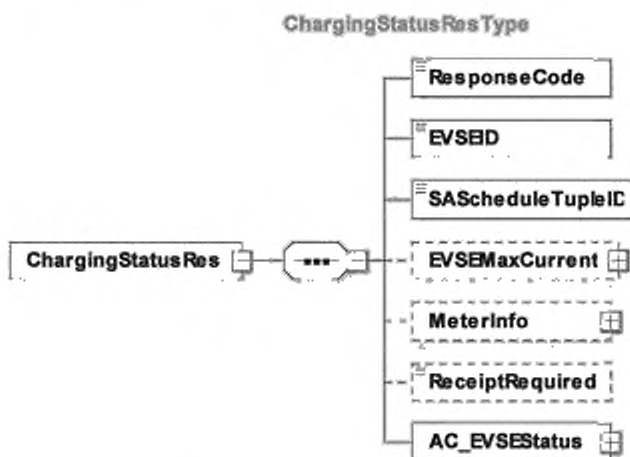 ChargingStatusResType
ResponseCode
EVSEID
SAScheduleTupleID
ChargingStatusRes
EVSEMaxCurrent
MeterInfo
ReceiptRequired
AC_EVSEStatus